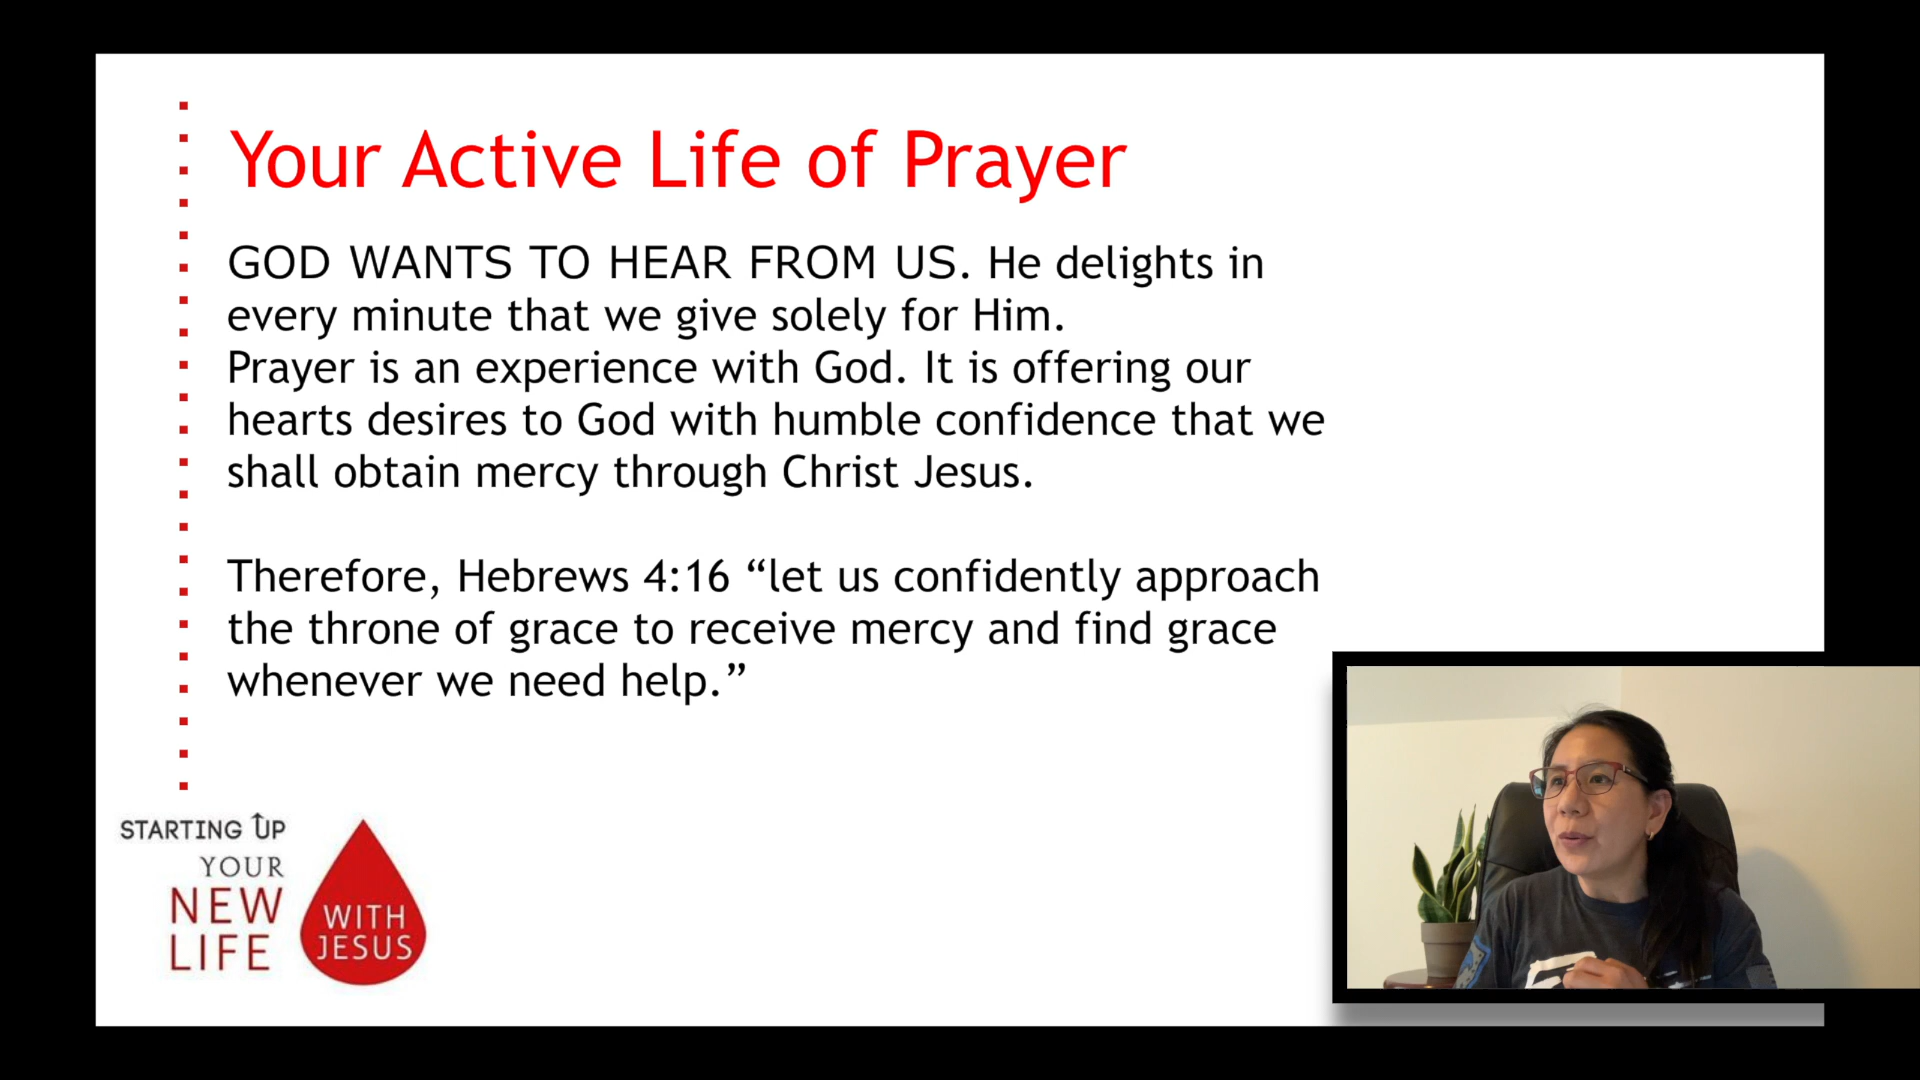 Your Active Life of Prayer
GOD WANTS TO HEAR FROM US. He delights in
every minute that we give solely for Him.
Prayer is an experience with God. It is offering our
hearts desires to God with humble confidence that we
shall obtain mercy through Christ Jesus.
Therefore, Hebrews 4:16 “let us confidently approach
the throne of grace to receive mercy and find grace
whenever we need help.”
STARTING UP
YOUR
NEW
LIFE
WITH
JESUS